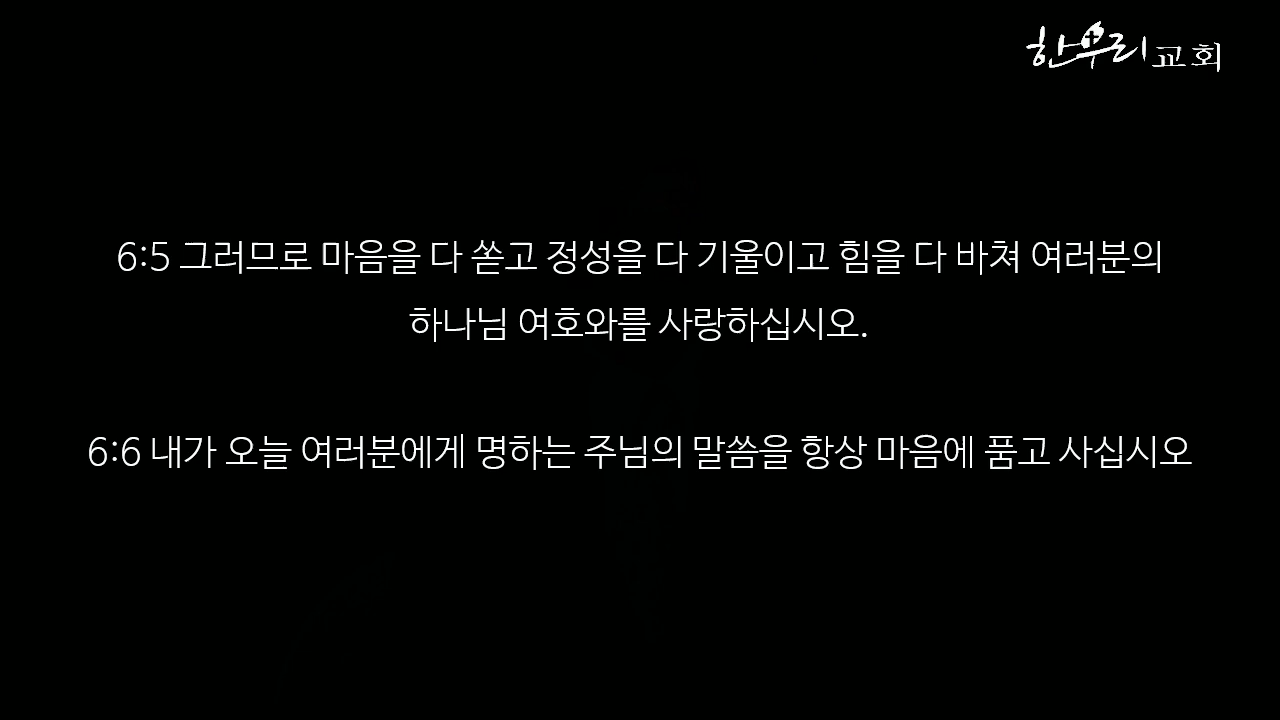 한우리교회
6:5 그러므로 마음을 다 쏟고 정성을 다 기울이고 힘을 다 바쳐 여러분의
하나님 여호와를 사랑하십시오.
6:6 내가 오늘 여러분에게 명하는 주님의 말씀을 항상 마음에 품고 사십시오